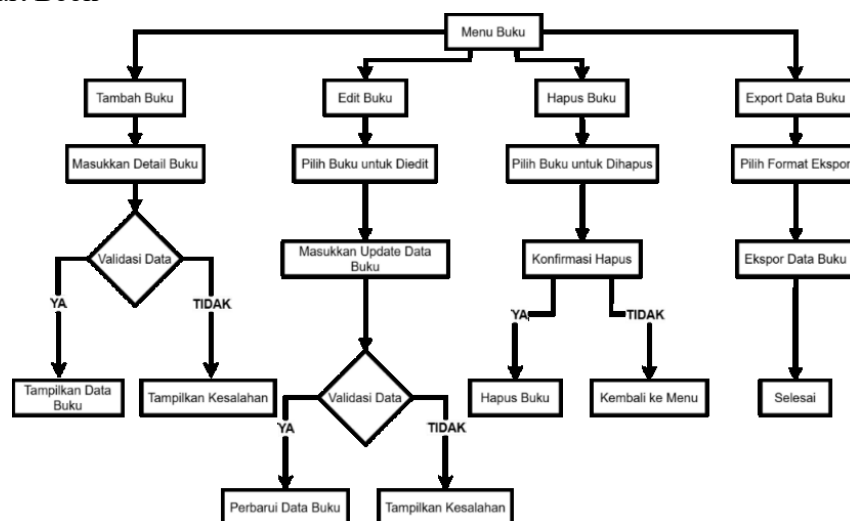 Menu Buku
Tambah Buku
Edit Buku
Hapus Buku
Export Data Buku
Masukkan Detail Buku
Pilih Buku untuk Diedit
Pilih Buku untuk Dihapus
Pilih Format Ekspor
Validasi Data
Masukkan Update Data
Buku
Konfirmasi Hapus
Ekspor Data Buku
YA
TIDAK
YA
TIDAK
Tampilkan Data
Buku
Tampilkan Kesalahan
Validasi Data
Hapus Buku
Kembali ke Menu
Selesai
YA
TIDAK
Perbarui Data Buku
Tampilkan Kesalahan